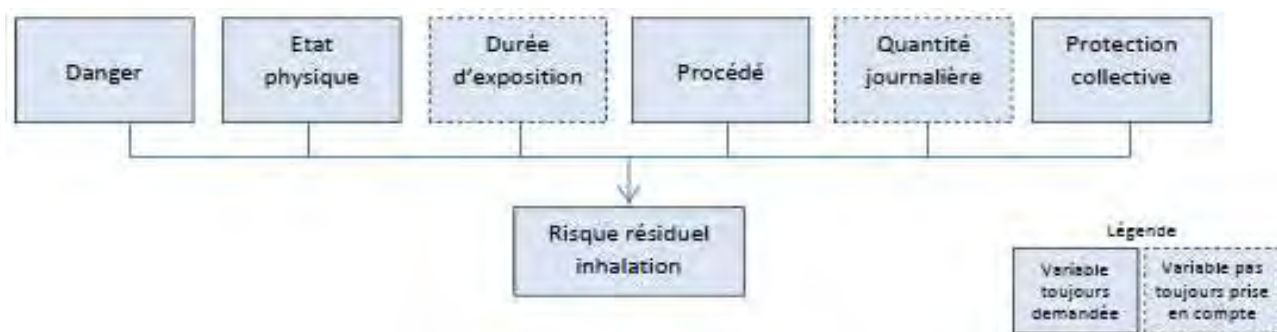 Danger
Etat
physique
Durée
d'exposition
Procédé
Quantité
journalière
Protection
collective
Risque résiduel
inhalation
Légende
Variable
toujours
demandée
Variable pas
toujours prise
en compte